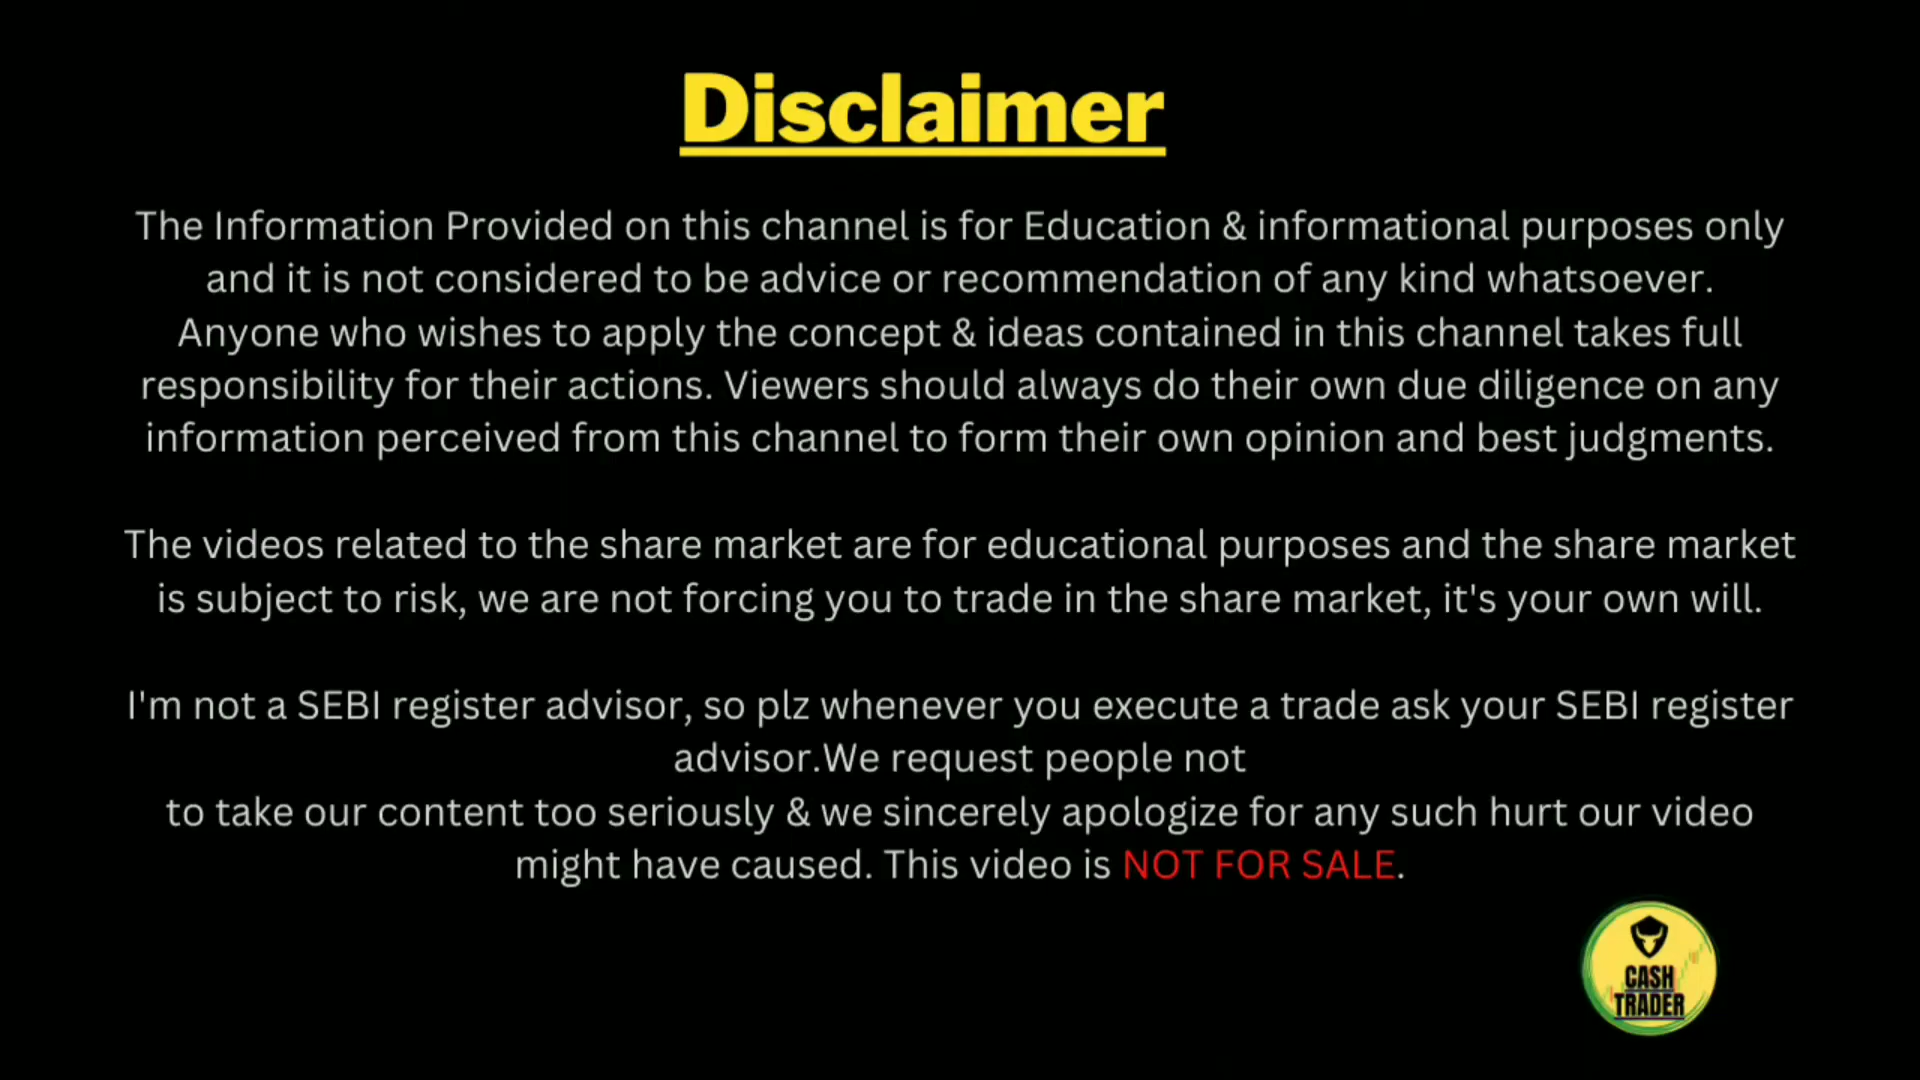 Disclaimer
The Information Provided on this channel is for Education & informational purposes only
and it is not considered to be advice or recommendation of any kind whatsoever.
Anyone who wishes to apply the concept & ideas contained in this channel takes full
responsibility for their actions. Viewers should always do their own due diligence on any
information perceived from this channel to form their own opinion and best judgments.
The videos related to the share market are for educational purposes and the share market
is subject to risk, we are not forcing you to trade in the share market, it's your own will.
I'm not a SEBI register advisor, so plz whenever you execute a trade ask your SEBI register
advisor.We request people not
to take our content too seriously & we sincerely apologize for any such hurt our video
might have caused. This video is NOT FOR SALE.
CASH
TRADER